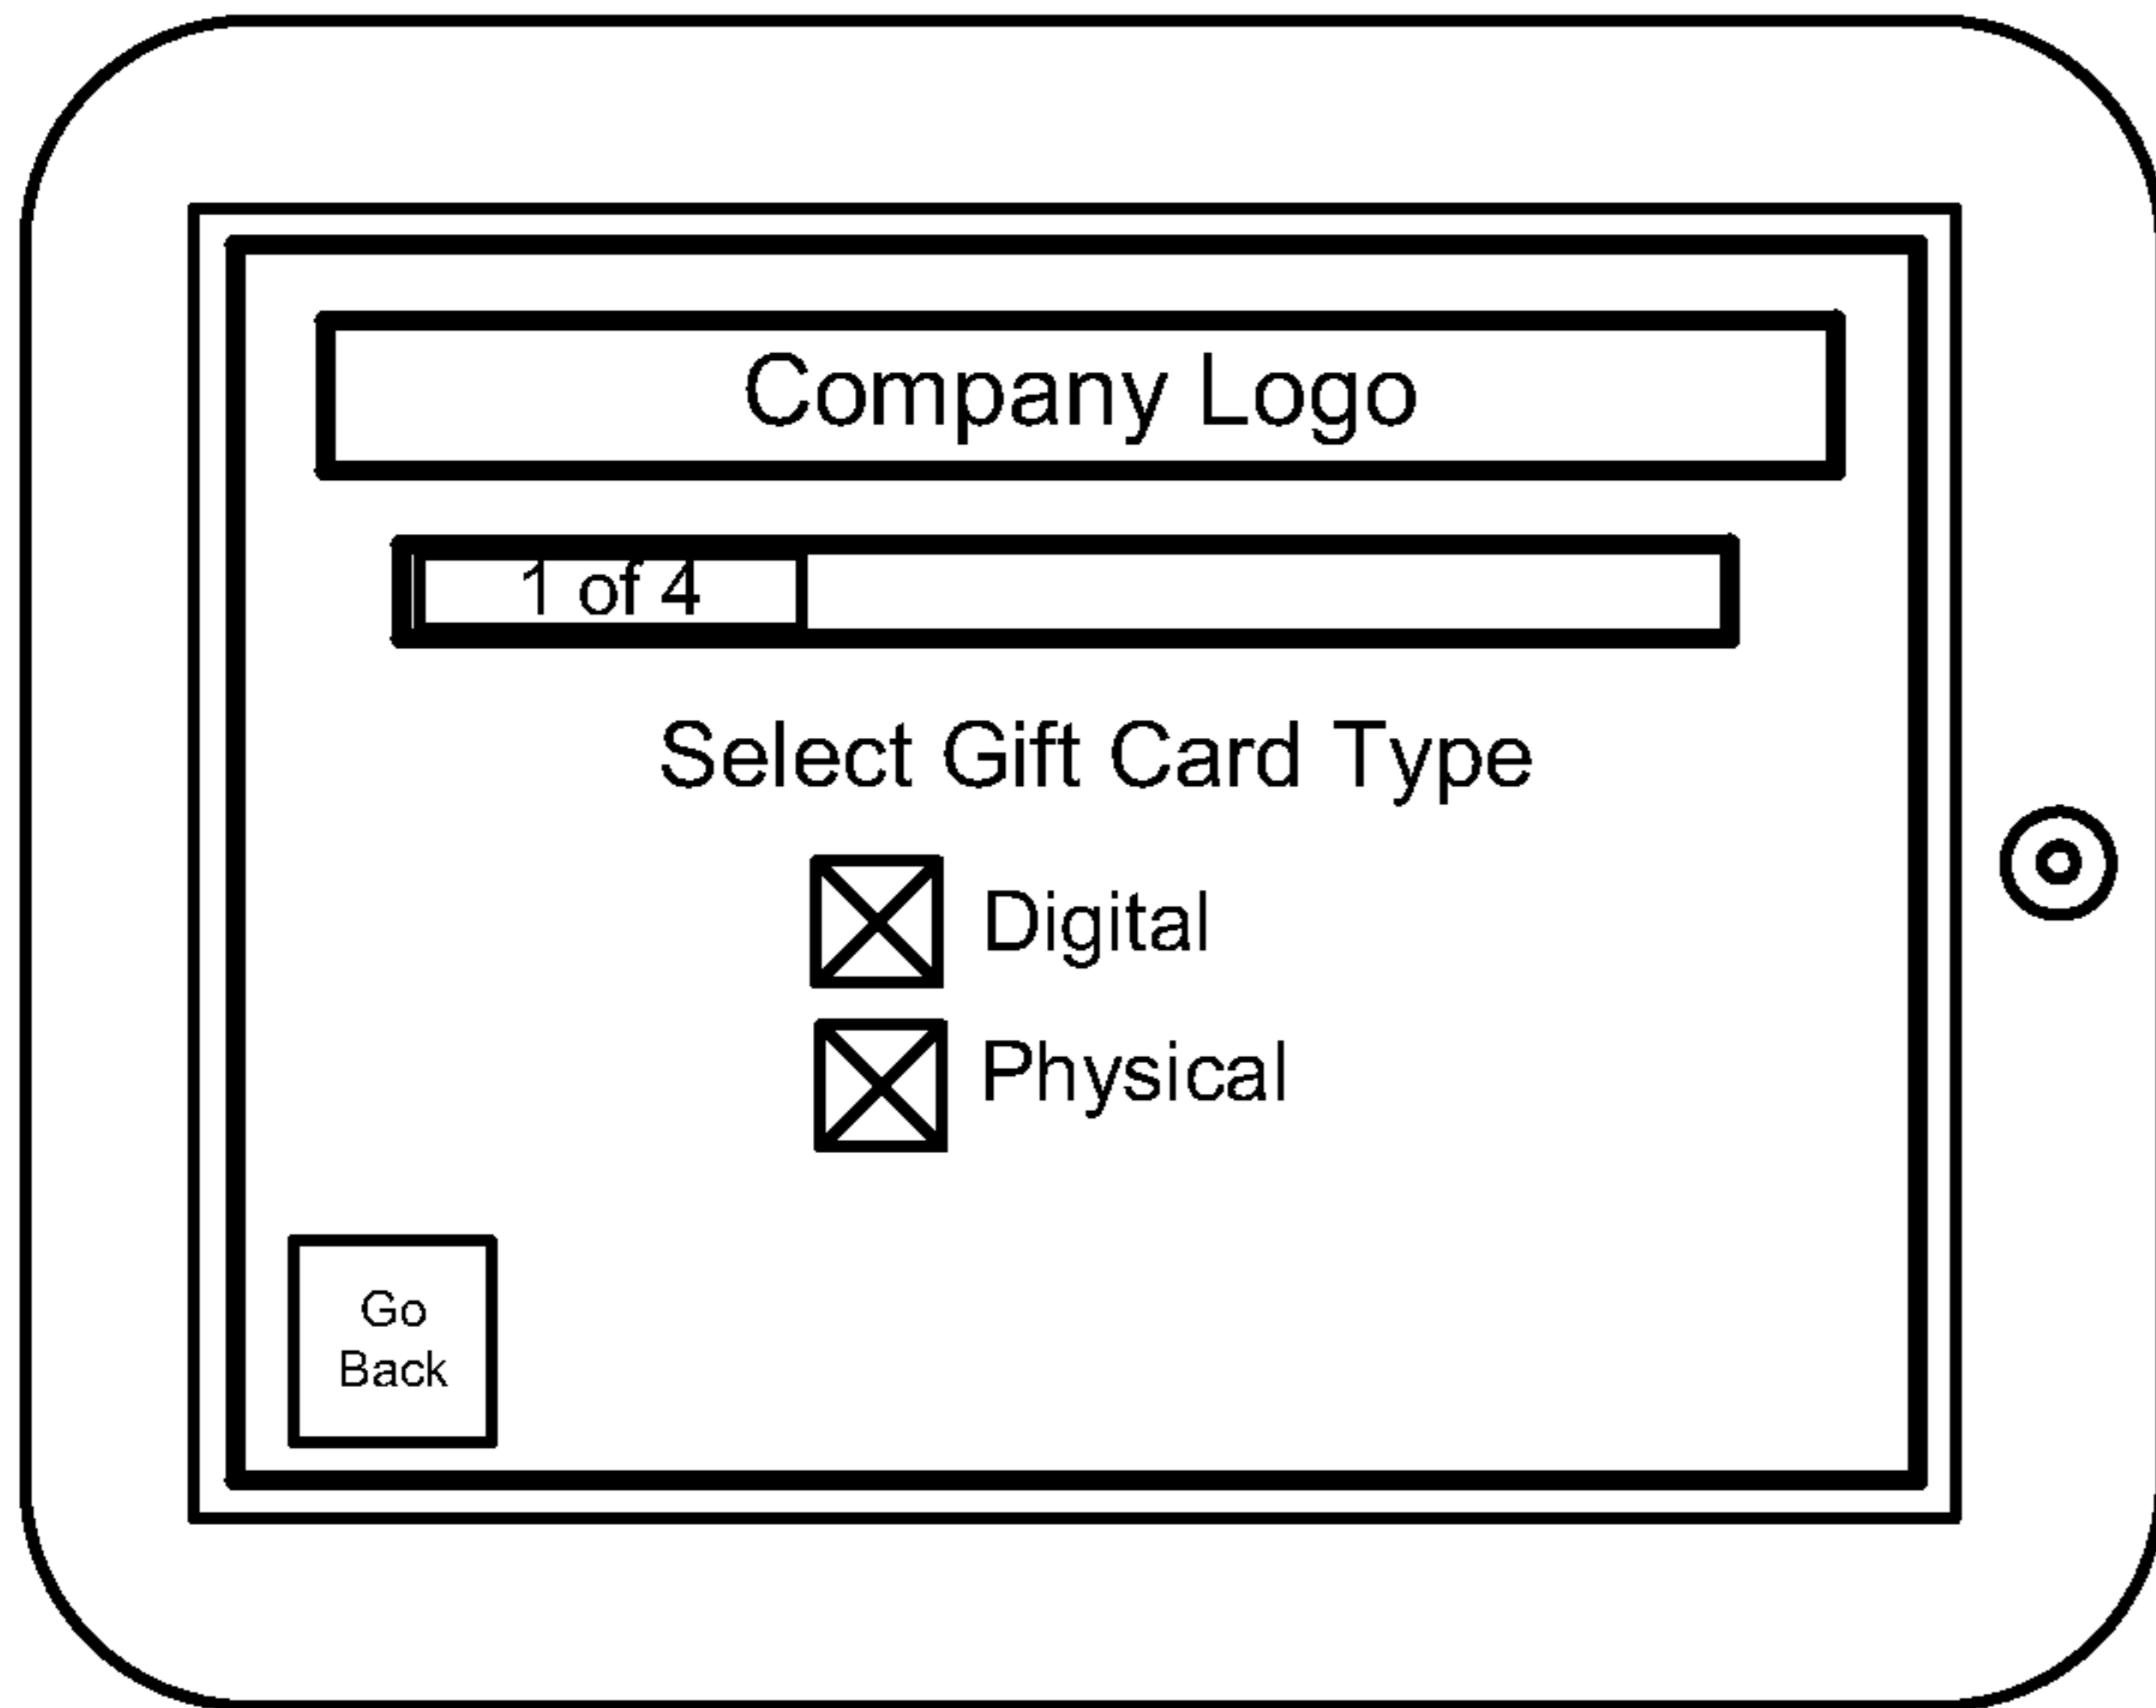 Company Logo
1 of 4
Select Gift Card Type
Digital
Physical
Go
Back